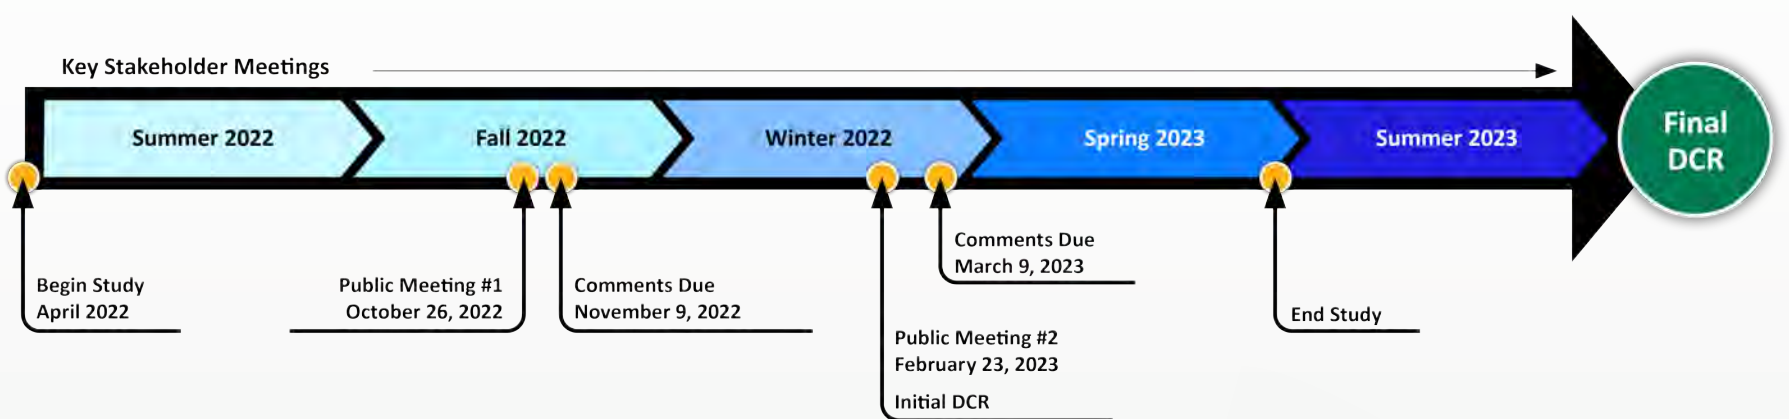 Key Stakeholder Meetings
Summer 2022
Fall 2022
Winter 2022
Spring 2023
Summer 2023
Final
DCR
Begin Study
April 2022
Public Meeting #1
October 26, 2022
Comments Due
November 9, 2022
Public Meeting #2
February 23, 2023
Initial DCR
Comments Due
March 9, 2023
End Study